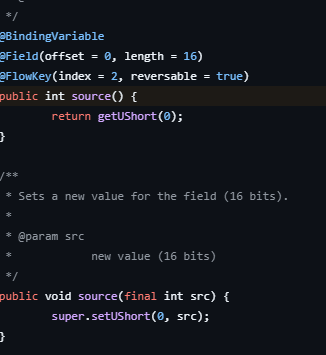 */
@BindingVariable
@Field(offset = 0, length = 16)
@FlowKey(index = 2, reversable = true)
public int source() {
return getUShort(0);
}
/**
* Sets a new value for the field (16 bits).
*
* @param src
* new value (16 bits)
*/
public void source(final int src) {
super.setUShort(0, src);
}